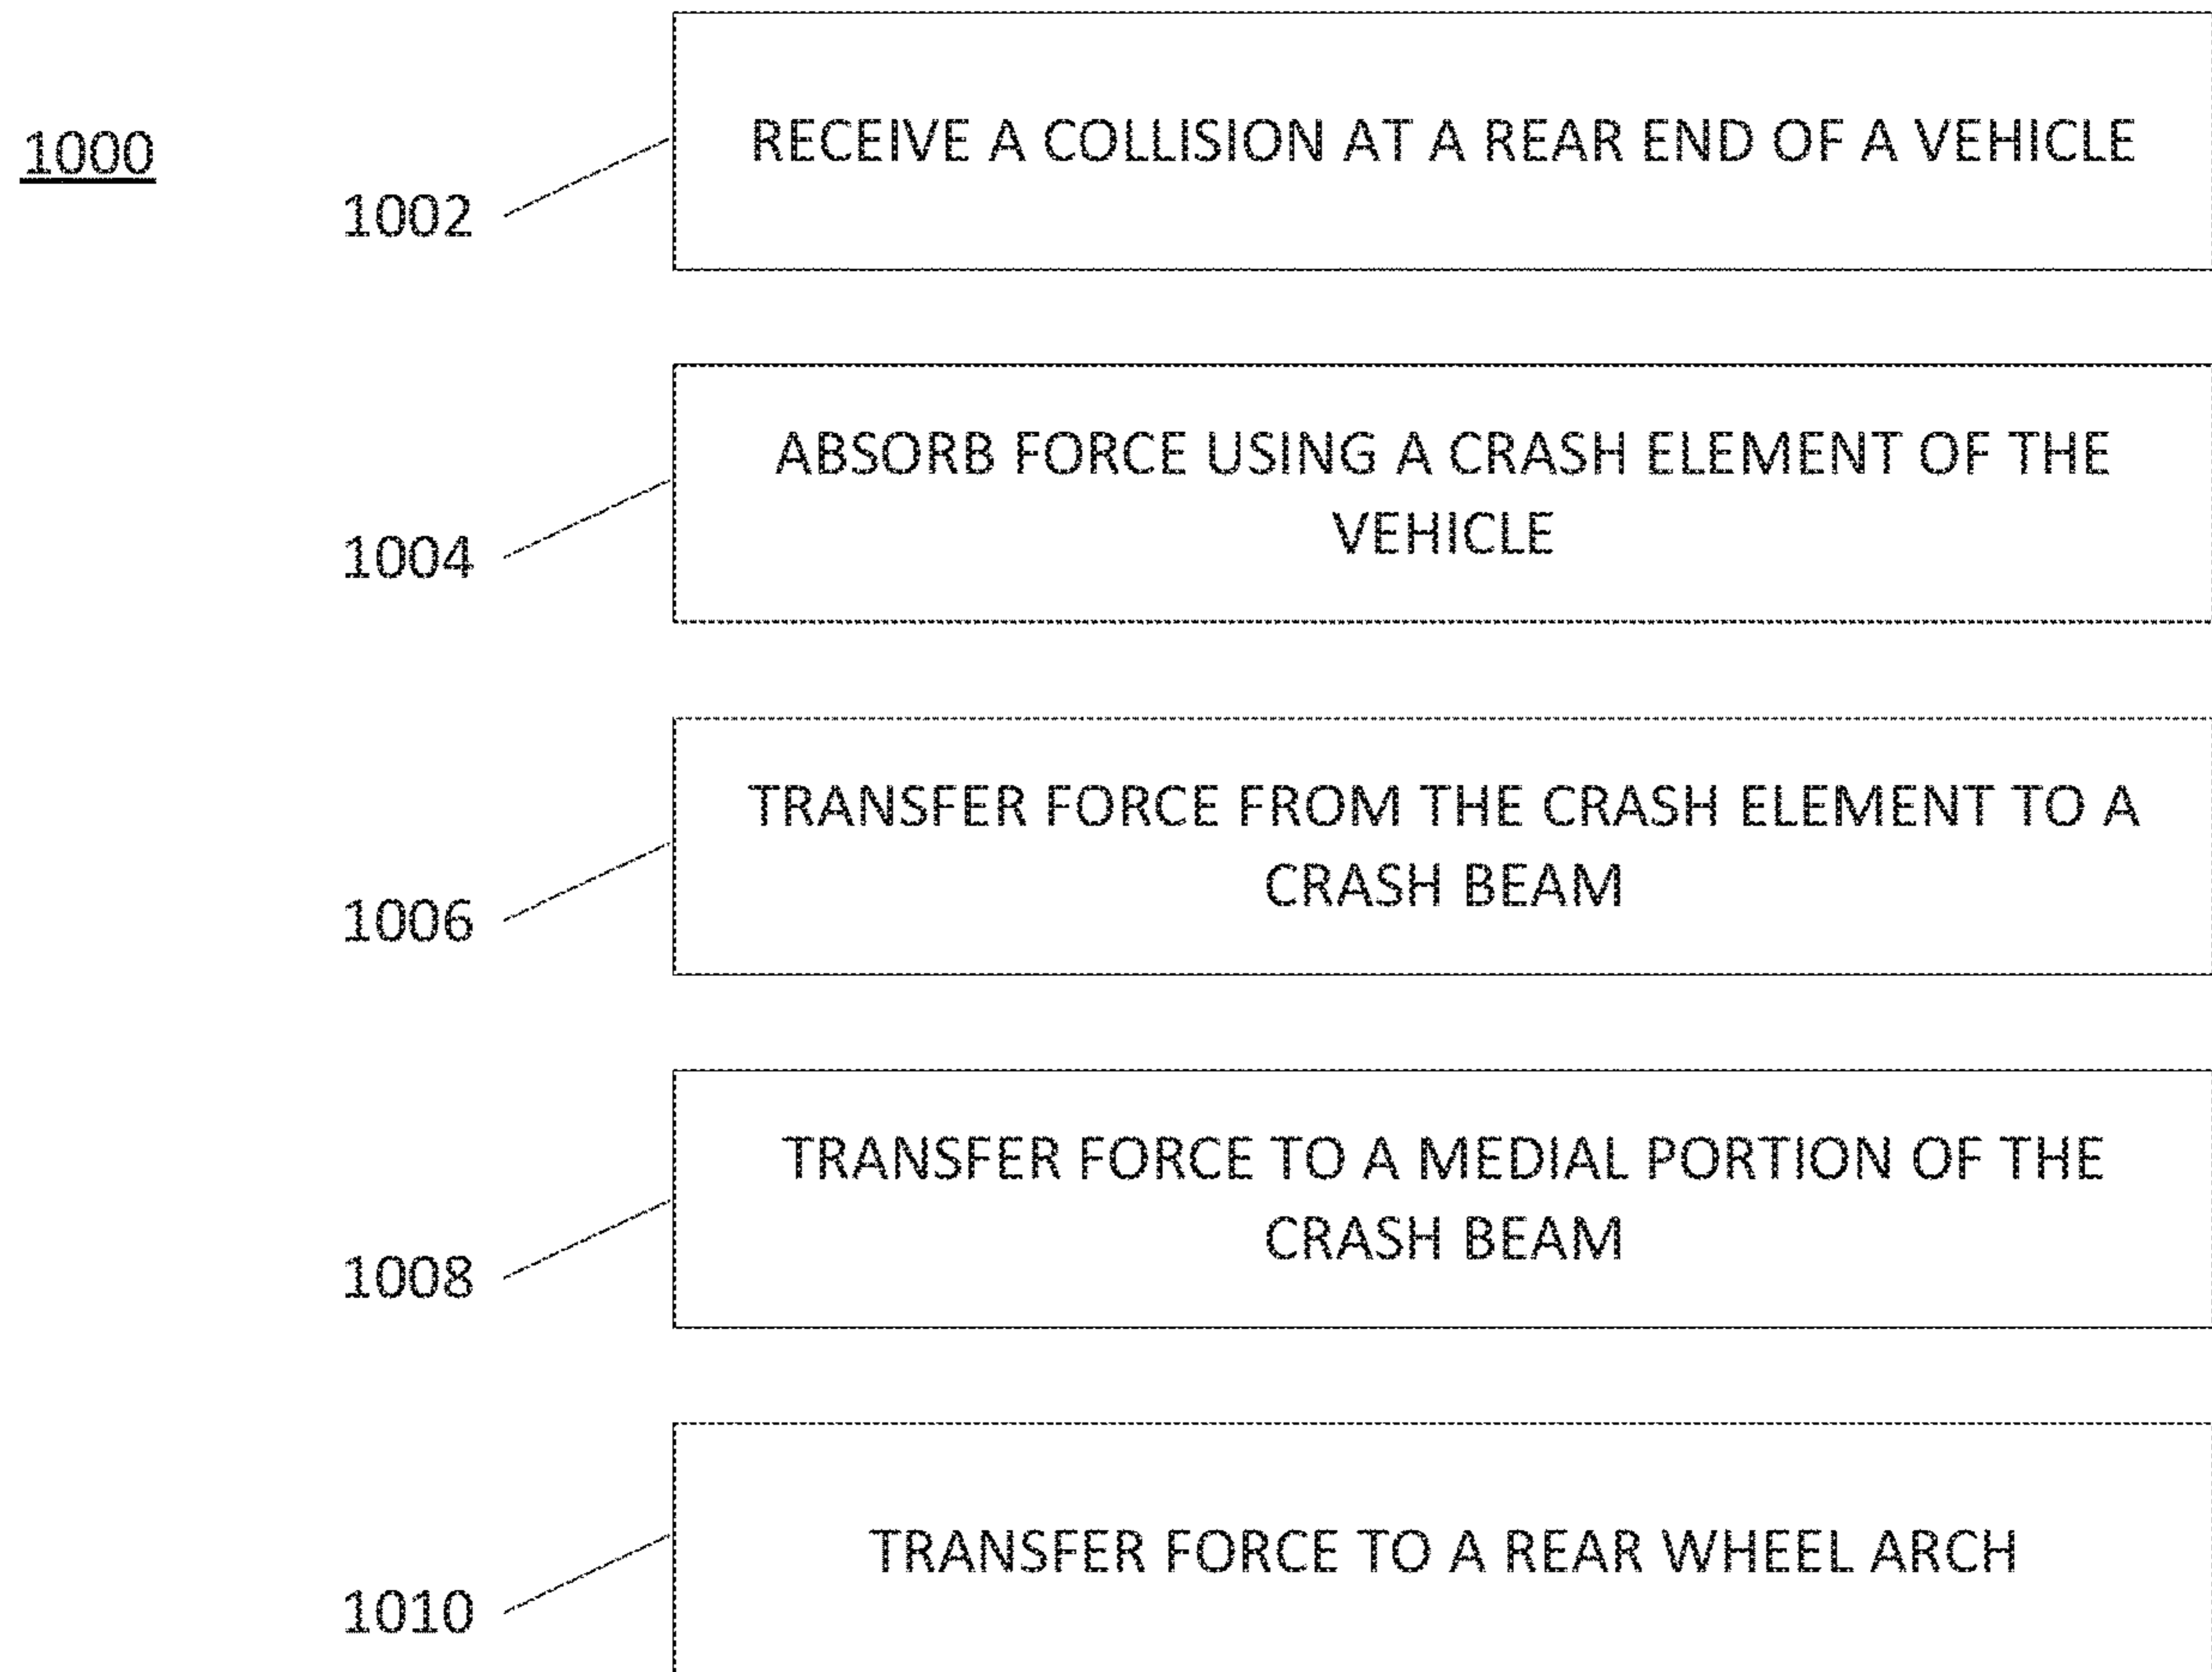 1000
RECEIVE A COLLISION AT A REAR END OF A VEHICLE
1002
ABSORB FORCE USING A CRASH ELEMENT OF THE
VEHICLE
1004
TRANSFER FORCE FROM THE CRASH ELEMENT TO A
CRASH BEAM
1006
TRANSFER FORCE TO A MEDIAL PORTION OF THE
CRASH BEAM
1008
TRANSFER FORCE TO A REAR WHEEL ARCH
1010